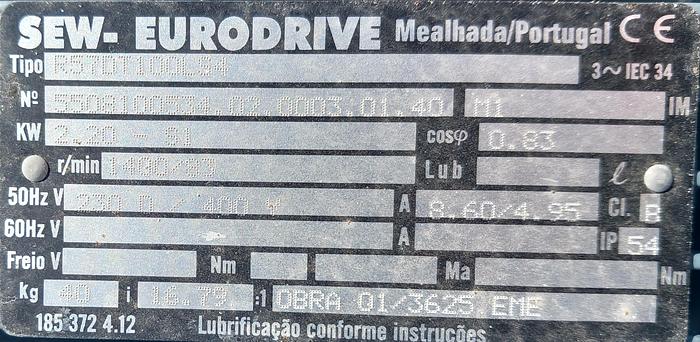 SEW-EURODRIVE Mealhada/Portugal CE
Tipo R57DT100LS4 3~IEC 34
Nº 5508100534.02.0003.01.40 M1 IM
KW 2.20 - S1 cosφ 0.83
r/min 1400/83 Lub ℓ
50Hz V 230 D / 400 Y A 8.60/4.95 Cl. B
60Hz V A IP 54
Freio V Nm Ma Nm
kg 40 i 16.79 :1 OBRA 01/3625 EME
185 372 4.12 Lubrificação conforme instruções